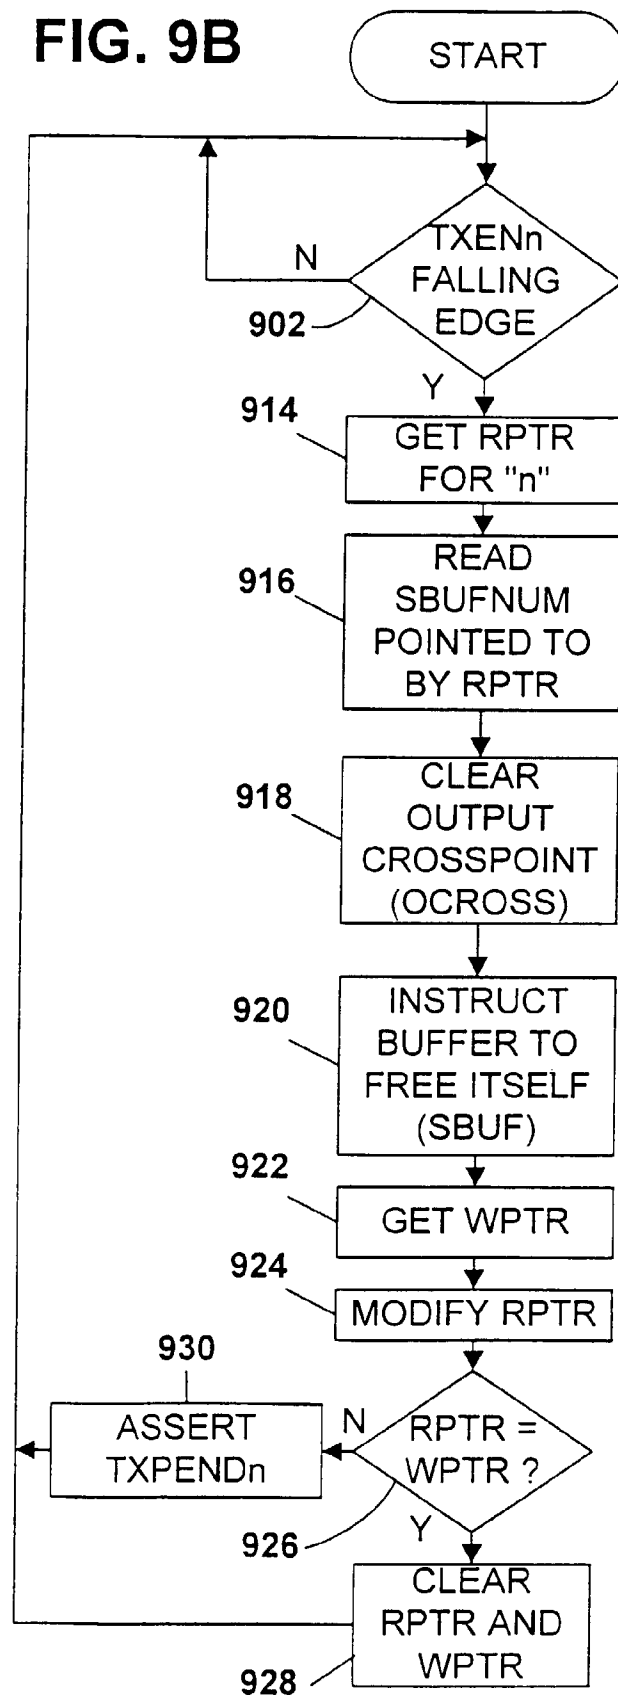 FIG. 9B
START
TXENn
FALLING
EDGE
N
902
Y
914
GET RPTR
FOR "n"
916
READ
SBUFNUM
POINTED TO
BY RPTR
918
CLEAR
OUTPUT
CROSSPOINT
(OCROSS)
920
INSTRUCT
BUFFER TO
FREE ITSELF
(SBUF)
922
GET WPTR
924
MODIFY RPTR
930
ASSERT
TXPENDn
N
RPTR =
WPTR ?
926
Y
CLEAR
RPTR AND
WPTR
928